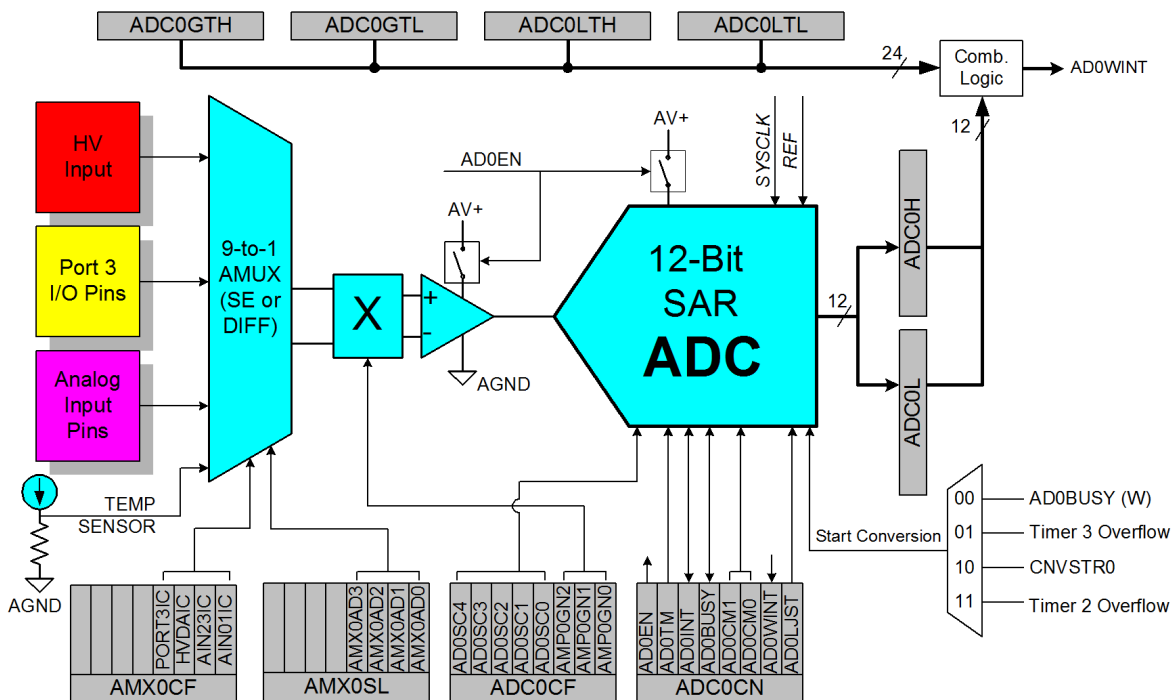 ADC0GTH
ADC0GTL
ADC0LTH
ADC0LTL
24
Comb.
Logic
AD0WINT
12
HV
Input
Port 3
I/O Pins
Analog
Input
Pins
9-to-1
AMUX
(SE or
DIFF)
X
+
-
AV+
AGND
AD0EN
AV+
SYSCLK
REF
12-Bit
SAR
ADC
12
ADC0H
ADC0L
TEMP
SENSOR
AGND
Start Conversion
00
AD0BUSY (W)
01
Timer 3 Overflow
10
CNVSTR0
11
Timer 2 Overflow
PORT3IC
HVDAIC
AIN23IC
AIN01IC
AMX0CF
AMX0AD3
AMX0AD2
AMX0AD1
AMX0AD0
AMX0SL
AD0SC4
AD0SC3
AD0SC2
AD0SC1
AD0SC0
AMP0GN2
AMP0GN1
AMP0GN0
ADC0CF
AD0EN
AD0TM
AD0INT
AD0BUSY
AD0CM1
AD0CM0
AD0WINT
AD0LJST
ADC0CN